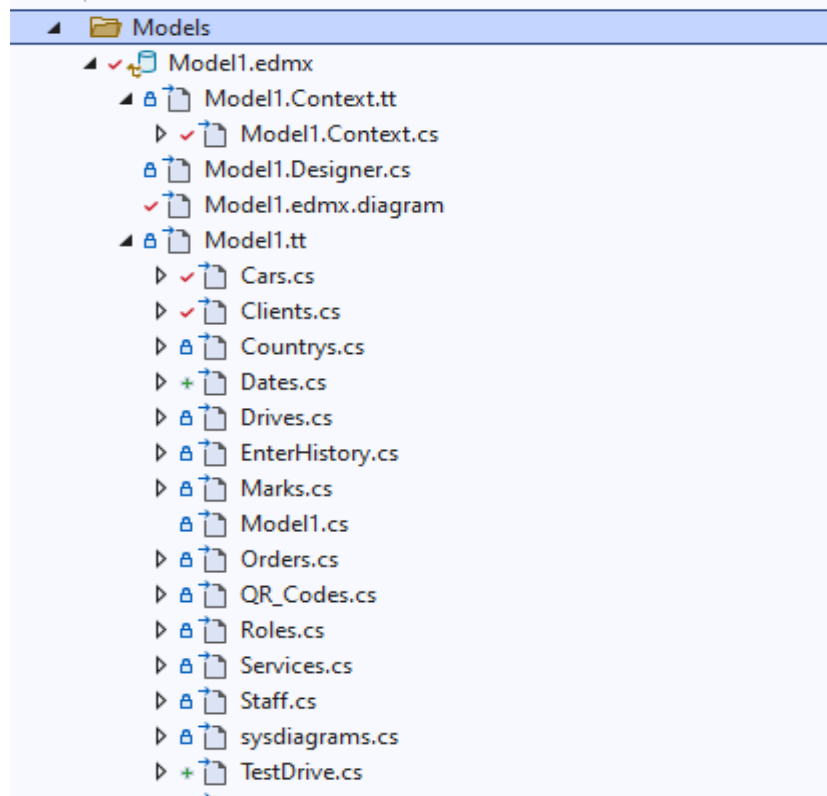 Models
Model1.edmx
Model1.Context.tt
Model1.Context.cs
Model1.Designer.cs
Model1.edmx.diagram
Model1.tt
Cars.cs
Clients.cs
Countrys.cs
Dates.cs
Drives.cs
EnterHistory.cs
Marks.cs
Model1.cs
Orders.cs
QR_Codes.cs
Roles.cs
Services.cs
Staff.cs
sysdiagrams.cs
TestDrive.cs